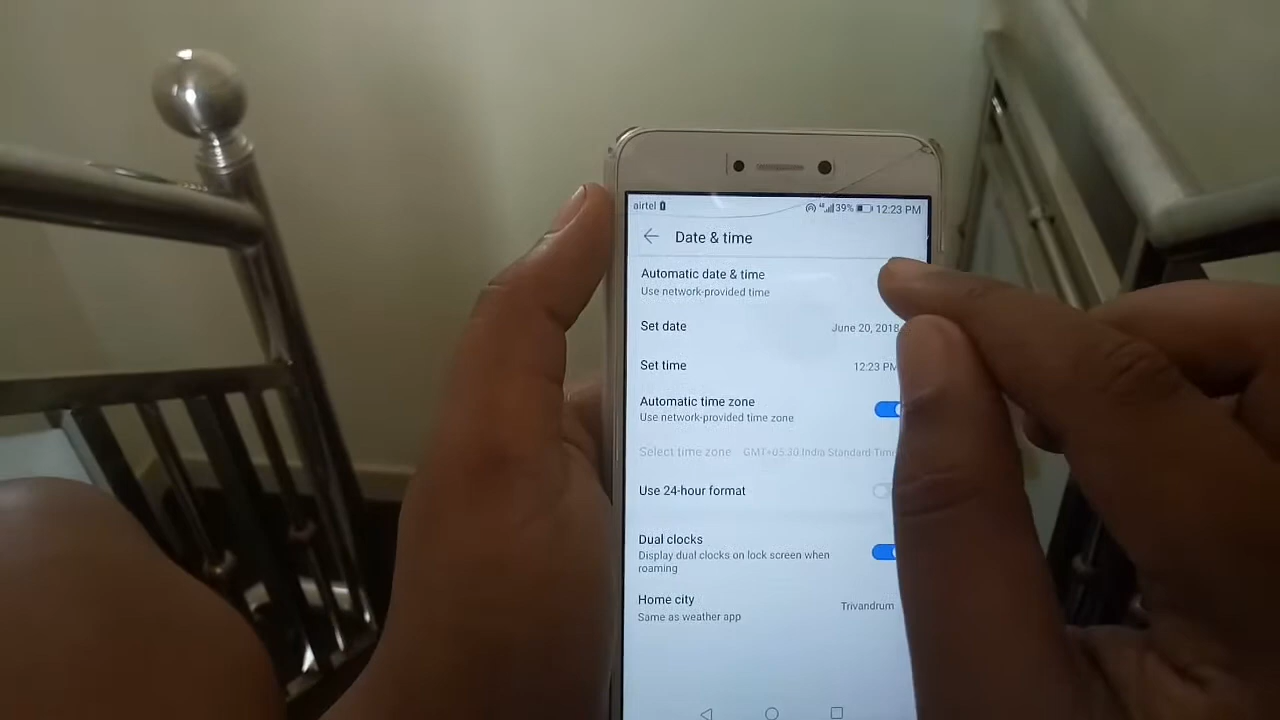 airtel 4G 39% 12:23 PM
Date & time
Automatic date & time
Use network-provided time
Set date June 20, 2018
Set time 12:23 PM
Automatic time zone
Use network-provided time zone
Select time zone GMT+05:30 India Standard Time
Use 24-hour format
Dual clocks
Display dual clocks on lock screen when
roaming
Home city Trivandrum
Same as weather app